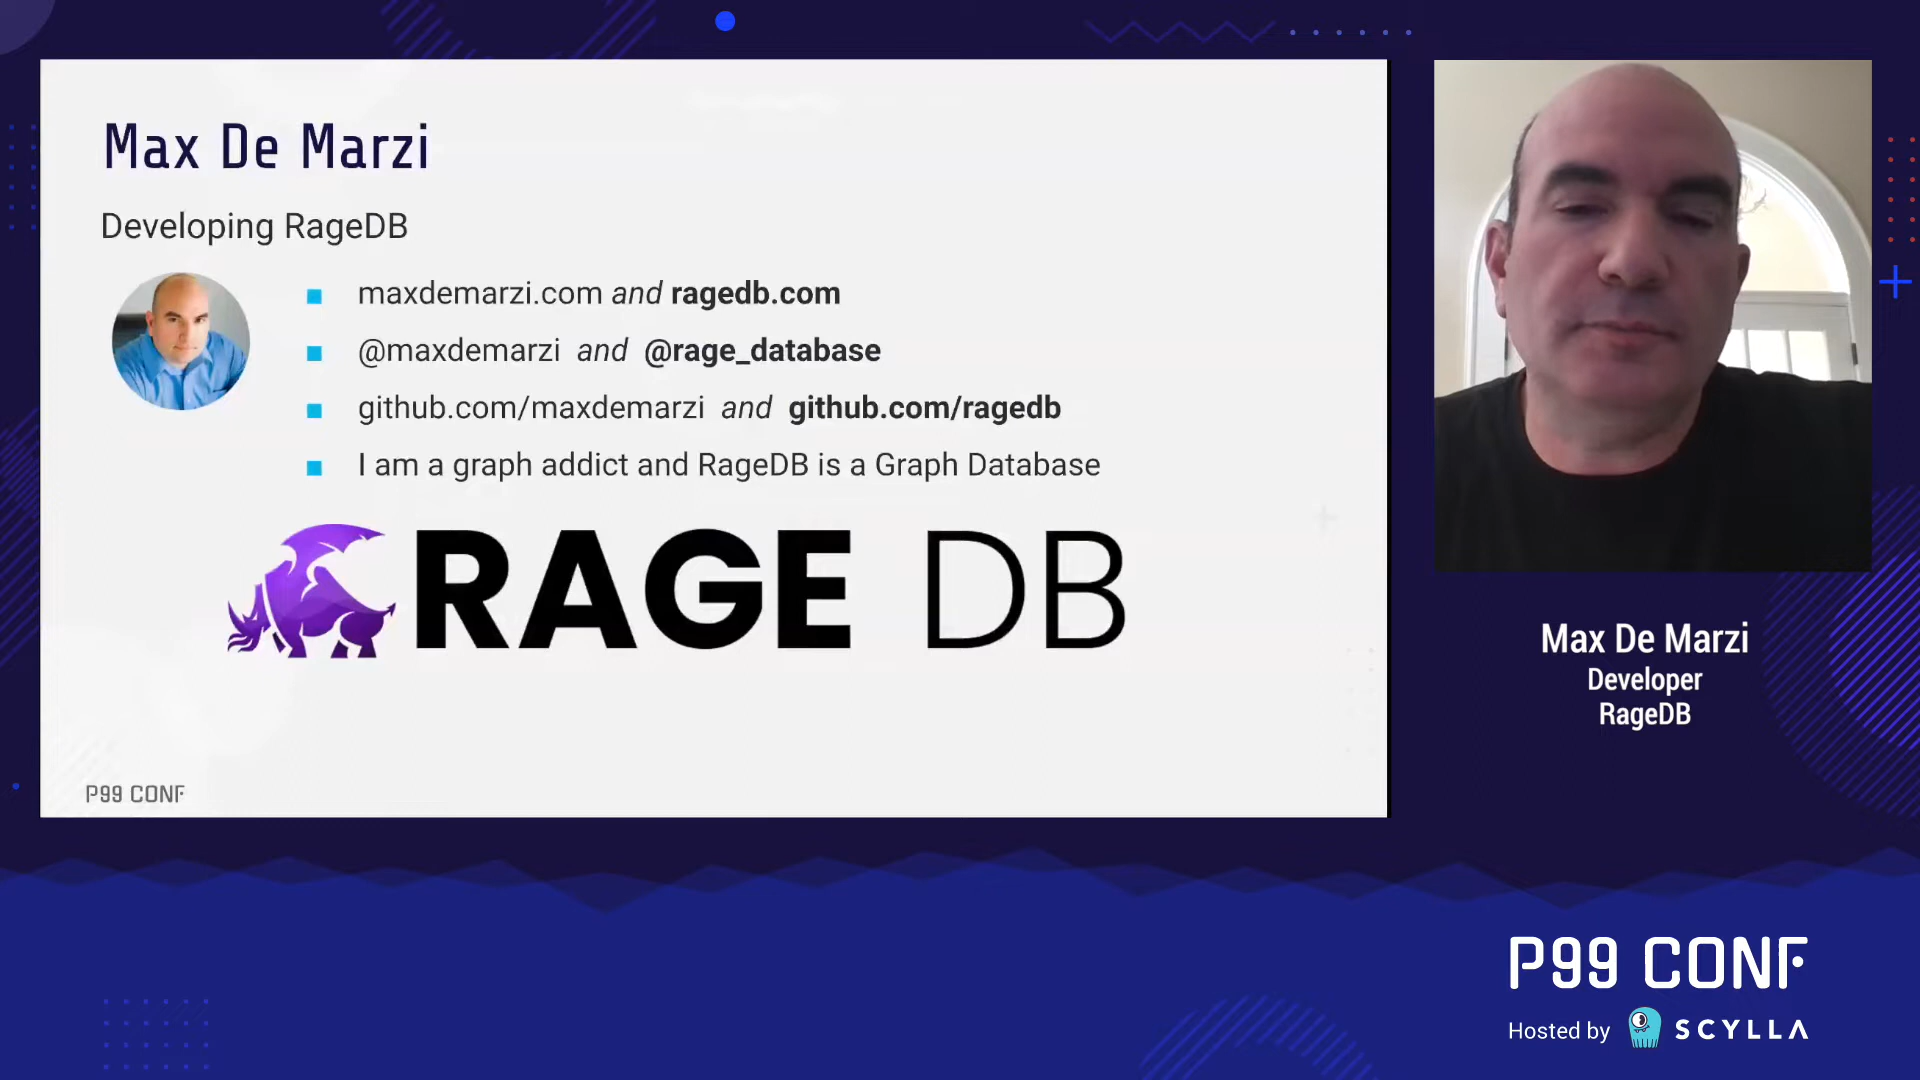 Max De Marzi
Developing RageDB
maxdemarzi.com and ragedb.com
@maxdemarzi and @rage_database
github.com/maxdemarzi and github.com/ragedb
I am a graph addict and RageDB is a Graph Database
RAGE DB
P99 CONF
Max De Marzi
Developer
RageDB
P99 CONF
Hosted by SCYLLA